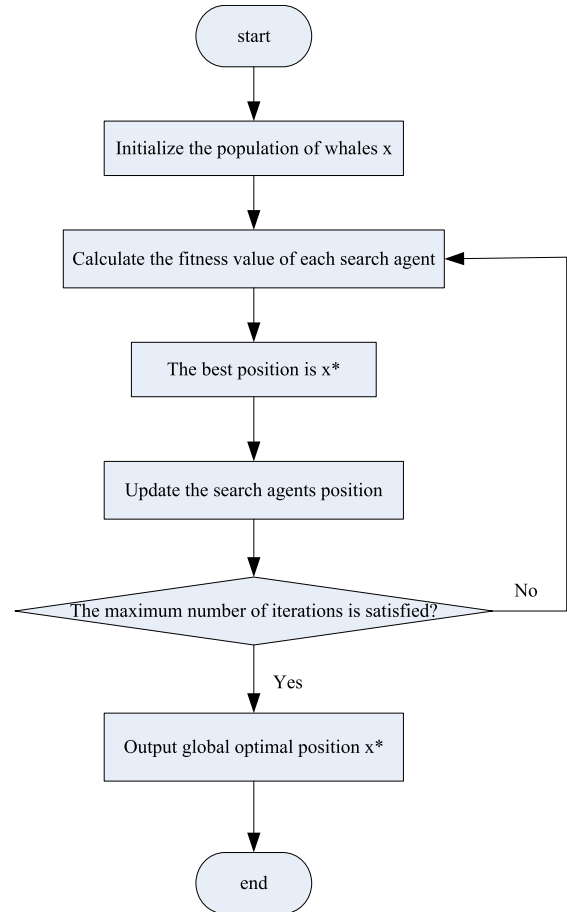 start
Initialize the population of whales x
Calculate the fitness value of each search agent
The best position is x*
Update the search agents position
The maximum number of iterations is satisfied?
No
Yes
Output global optimal position x*
end